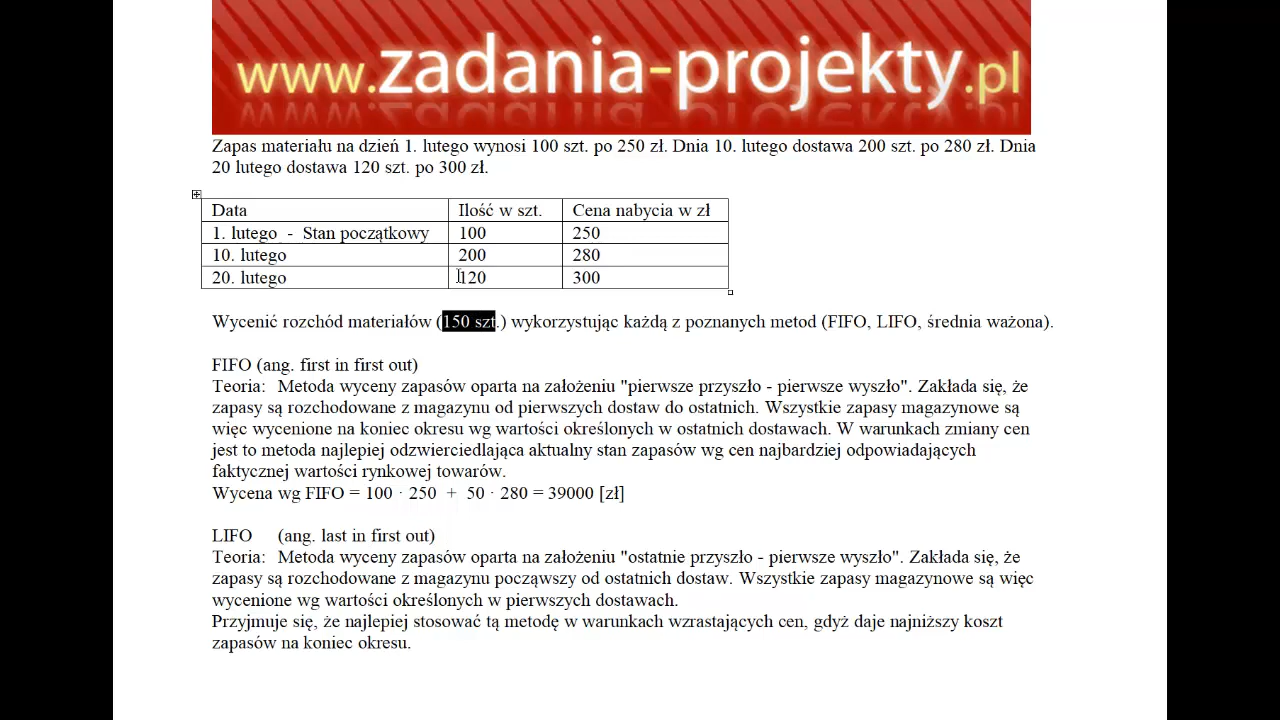 www.zadania-projekty.pl
Zapas materiału na dzień 1. lutego wynosi 100 szt. po 250 zł. Dnia 10. lutego dostawa 200 szt. po 280 zł. Dnia
20 lutego dostawa 120 szt. po 300 zł.
Data Ilość w szt. Cena nabycia w zł
1. lutego - Stan początkowy 100 250
10. lutego 200 280
20. lutego 120 300
Wycenić rozchód materiałów (150 szt.) wykorzystując każdą z poznanych metod (FIFO, LIFO, średnia ważona).
FIFO (ang. first in first out)
Teoria: Metoda wyceny zapasów oparta na założeniu "pierwsze przyszło - pierwsze wyszło". Zakłada się, że
zapasy są rozchodowane z magazynu od pierwszych dostaw do ostatnich. Wszystkie zapasy magazynowe są
więc wycenione na koniec okresu wg wartości określonych w ostatnich dostawach. W warunkach zmiany cen
jest to metoda najlepiej odzwierciedlająca aktualny stan zapasów wg cen najbardziej odpowiadających
faktycznej wartości rynkowej towarów.
Wycena wg FIFO = 100 · 250 + 50 · 280 = 39000 [zł]
LIFO (ang. last in first out)
Teoria: Metoda wyceny zapasów oparta na założeniu "ostatnie przyszło - pierwsze wyszło". Zakłada się, że
zapasy są rozchodowane z magazynu począwszy od ostatnich dostaw. Wszystkie zapasy magazynowe są więc
wycenione wg wartości określonych w pierwszych dostawach.
Przyjmuje się, że najlepiej stosować tą metodę w warunkach wzrastających cen, gdyż daje najniższy koszt
zapasów na koniec okresu.